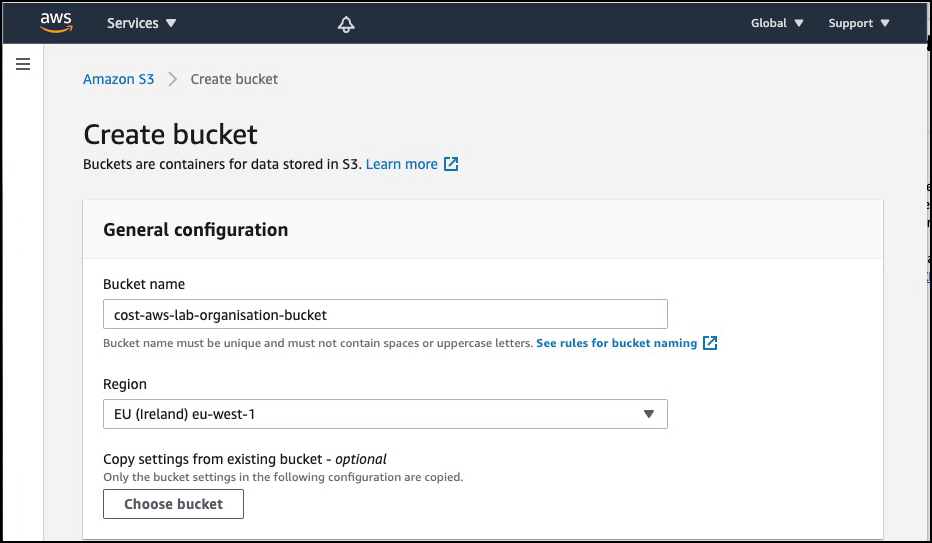 aws
Services
Global
Support
Amazon S3 Create bucket
Create bucket
Buckets are containers for data stored in S3. Learn more
General configuration
Bucket name
cost-aws-lab-organisation-bucket
Bucket name must be unique and must not contain spaces or uppercase letters. See rules for bucket naming
Region
EU (Ireland) eu-west-1
Copy settings from existing bucket - optional
Only the bucket settings in the following configuration are copied.
Choose bucket